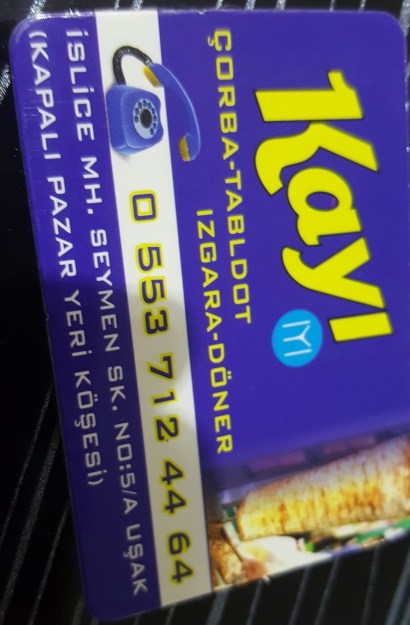 Kayı
IYI
ÇORBA-TABLDOT
IZGARA-DÖNER
0 553 712 44 64
İSLİCE MH. SEYMEN SK. NO:5/A UŞAK
(KAPALI PAZAR YERİ KÖŞESİ)